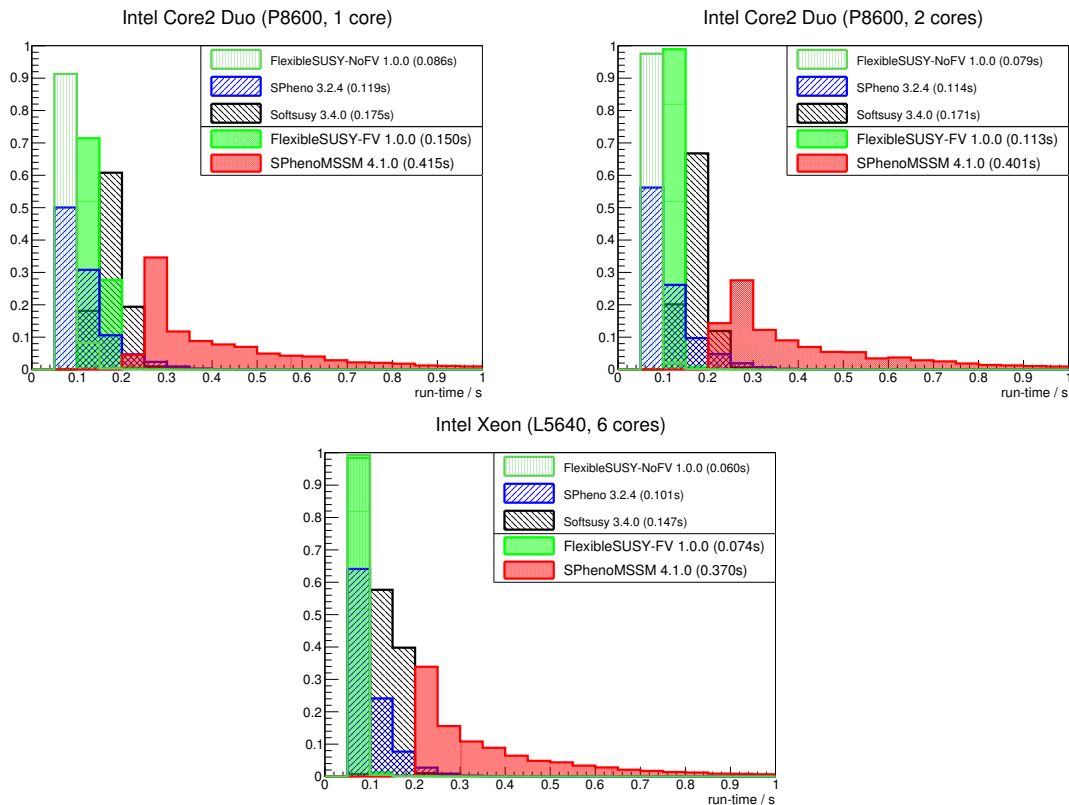 Intel Core2 Duo (P8600, 1 core)
FlexibleSUSY-NoFV 1.0.0 (0.086s)
SPheno 3.2.4 (0.119s)
Softsusy 3.4.0 (0.175s)
FlexibleSUSY-FV 1.0.0 (0.150s)
SPhenoMSSM 4.1.0 (0.415s)
1
0.9
0.8
0.7
0.6
0.5
0.4
0.3
0.2
0.1
0
0 0.1 0.2 0.3 0.4 0.5 0.6 0.7 0.8 0.9 1
run-time / s
Intel Core2 Duo (P8600, 2 cores)
FlexibleSUSY-NoFV 1.0.0 (0.079s)
SPheno 3.2.4 (0.114s)
Softsusy 3.4.0 (0.171s)
FlexibleSUSY-FV 1.0.0 (0.113s)
SPhenoMSSM 4.1.0 (0.401s)
1
0.9
0.8
0.7
0.6
0.5
0.4
0.3
0.2
0.1
0
0 0.1 0.2 0.3 0.4 0.5 0.6 0.7 0.8 0.9 1
run-time / s
Intel Xeon (L5640, 6 cores)
FlexibleSUSY-NoFV 1.0.0 (0.060s)
SPheno 3.2.4 (0.101s)
Softsusy 3.4.0 (0.147s)
FlexibleSUSY-FV 1.0.0 (0.074s)
SPhenoMSSM 4.1.0 (0.370s)
1
0.9
0.8
0.7
0.6
0.5
0.4
0.3
0.2
0.1
0
0 0.1 0.2 0.3 0.4 0.5 0.6 0.7 0.8 0.9 1
run-time / s